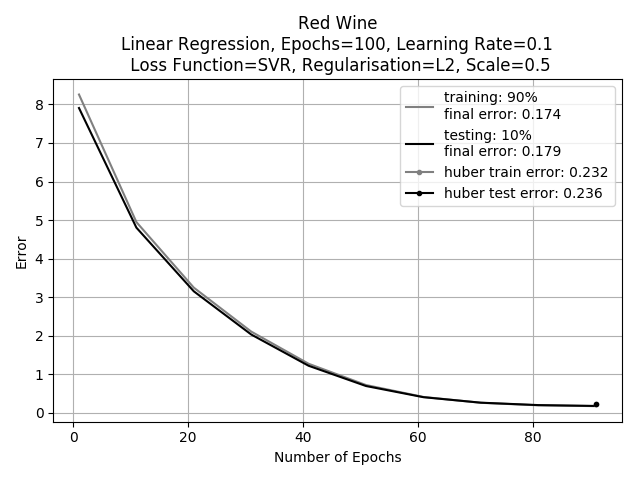 Red Wine
Linear Regression, Epochs=100, Learning Rate=0.1
Loss Function=SVR, Regularisation=L2, Scale=0.5
training: 90%
final error: 0.174
testing: 10%
final error: 0.179
huber train error: 0.232
huber test error: 0.236
Error
8
7
6
5
4
3
2
1
0
0 20 40 60 80
Number of Epochs